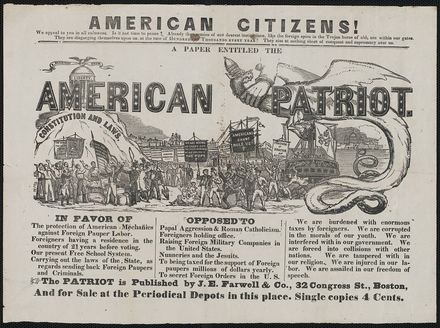 AMERICAN CITIZENS!
We appeal to you in all calmness. Is it not time to pause? Already the enemies of our dearest institutions, like the foreign spies in the Trojan horse of old, are within our gates.
They are disgorging themselves upon us, at the rate of HUNDREDS OF THOUSANDS EVERY YEAR! They aim at nothing short of conquest and supremacy over us.
A PAPER ENTITLED THE
LIBERTY
AMERICAN PATRIOT.
CONSTITUTION AND LAWS.
IN FAVOR OF
The protection of American Mechanics
against Foreign Pauper Labor.
Foreigners having a residence in the
country of 21 years before voting.
Our present Free School System.
Carrying out the laws of the State, as
regards sending back Foreign Paupers
and Criminals.
OPPOSED TO
Papal Aggression & Roman Catholicism.
Foreigners holding office.
Raising Foreign Military Companies in
the United States.
Nunneries and the Jesuits.
To being taxed for the support of Foreign
paupers millions of dollars yearly.
To secret Foreign Orders in the U. S.
We are burdened with enormous
taxes by foreigners. We are corrupted
in the morals of our youth. We are
interfered with in our government. We
are forced into collisions with other
nations. We are tampered with in
our religion. We are injured in our la-
bor. We are assailed in our freedom of
speech.
The PATRIOT is Published by J. E. Farwell & Co., 32 Congress St., Boston,
And for Sale at the Periodical Depots in this place. Single copies 4 Cents.